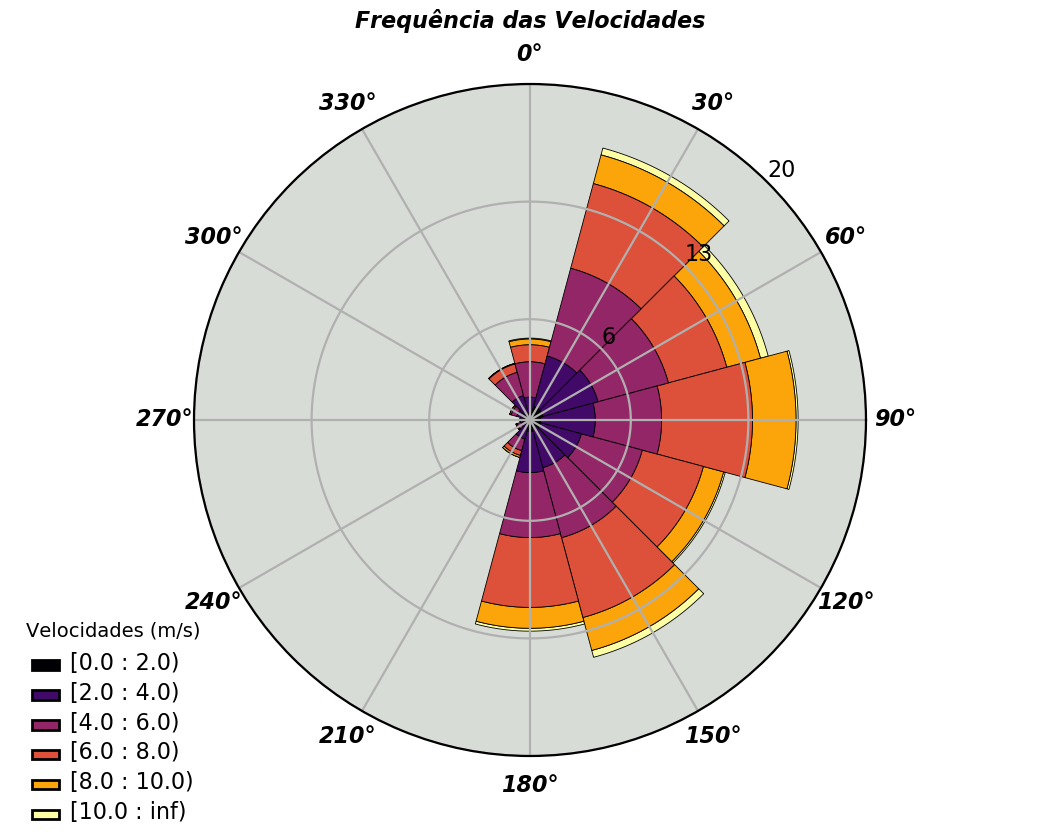 Frequência das Velocidades
0°
330°
30°
20
300°
60°
13
6
270°
90°
240°
120°
210°
150°
180°
Velocidades (m/s)
[0.0 : 2.0)
[2.0 : 4.0)
[4.0 : 6.0)
[6.0 : 8.0)
[8.0 : 10.0)
[10.0 : inf)